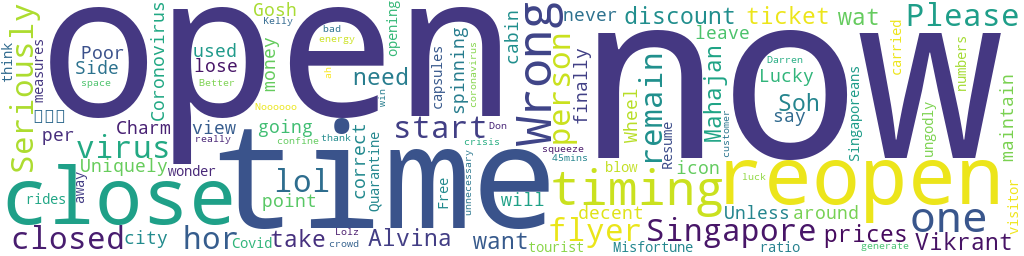 open
now
time
close
reopen
Wrong
timing
Singapore
one
closed
flyer
hor
lol
start
virus
Seriously
person
remain
Please
discount
ticket
wat
Soh
Mahajan
take
Alvina
want
prices
Vikrant
need
Coronovirus
Gosh
Kelly
money
bad
energy
ah
opening
think
measures
Poor
Side
space
used
lose
Better
Nooooo
win
capsules
spinning
coronavirus
cabin
squeeze
45mins
finally
never
leave
Wheel
Resume
customer
Darren
Lucky
say
Singaporeans
carried
numbers
ungodly
maintain
per
Charm
view
really
going
confine
thank
correct
Quarantine
Don
crisis
unnecessary
Free
will
Uniquely
wonder
away
rides
point
blow
icon
luck
decent
Unless
around
visitor
city
Covid
Lolz
crowd
tourist
Misfortune
ratio
generate